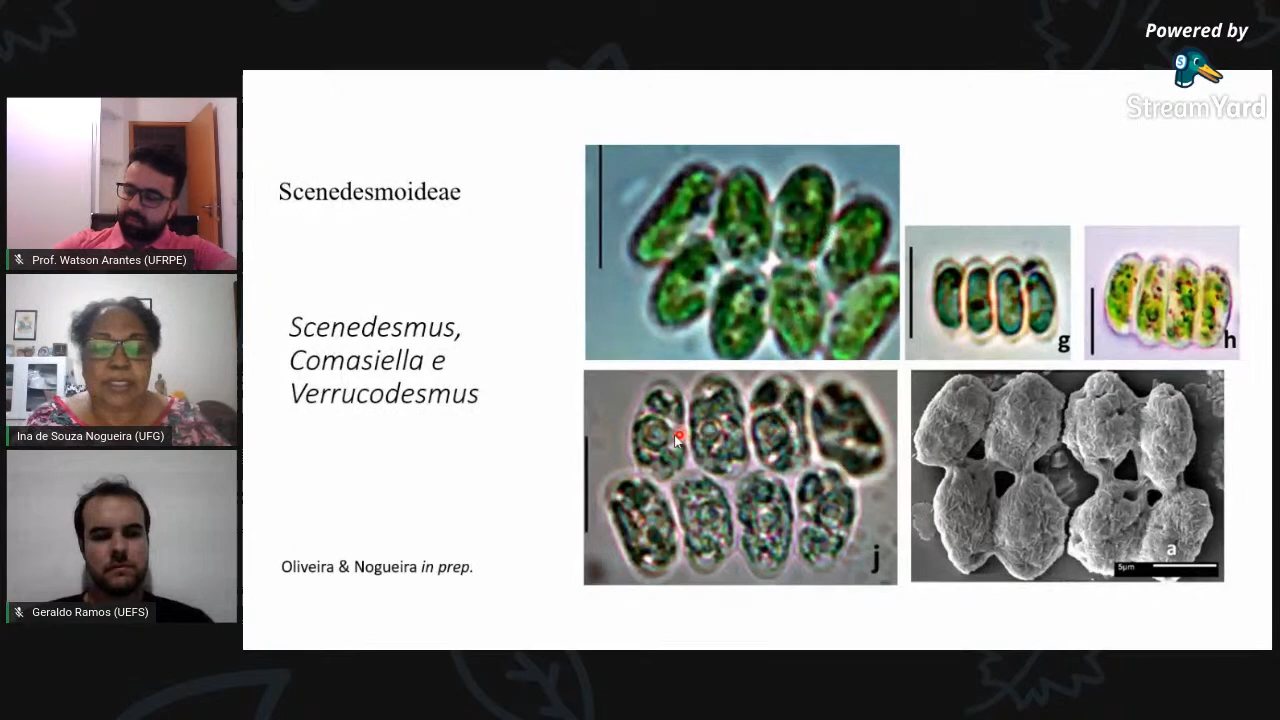 Powered by
StreamYard
Prof. Watson Arantes (UFRPE)
Ina de Souza Nogueira (UFG)
Geraldo Ramos (UEFS)
Scenedesmoideae
Scenedesmus,
Comasiella e
Verrucodesmus
Oliveira & Nogueira in prep.
g
h
j
a
5µm